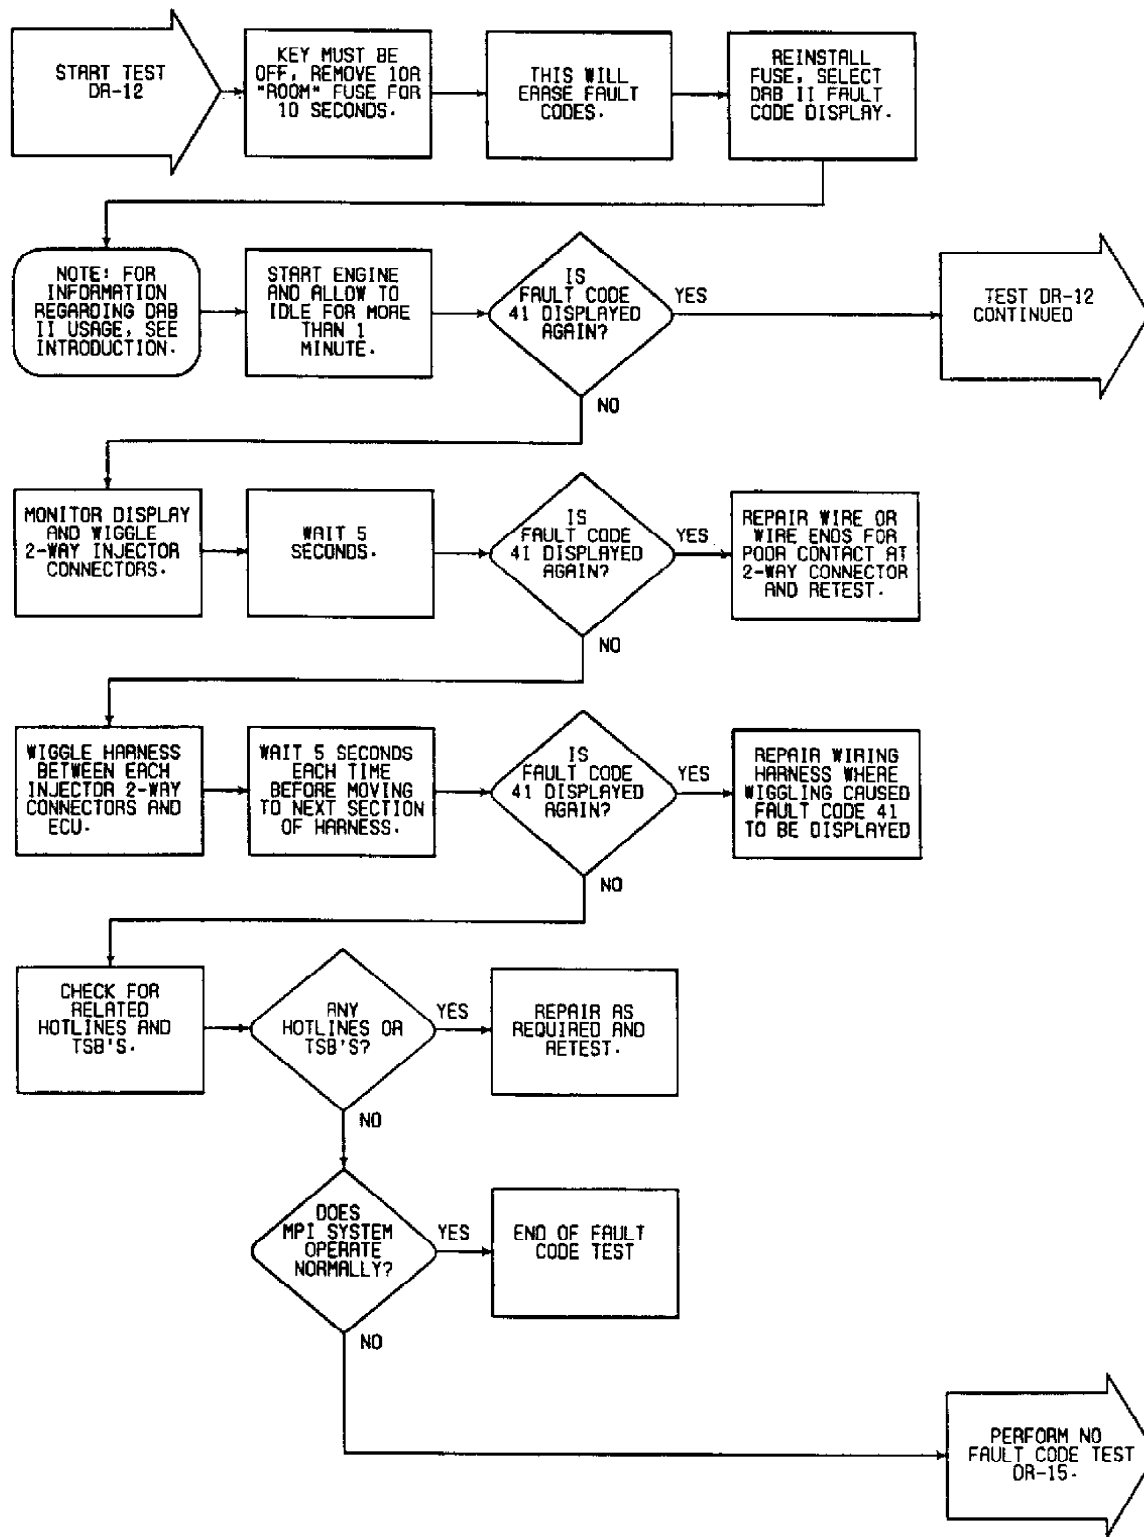 START TEST
DR-12
KEY MUST BE
OFF, REMOVE 10A
"ROOM" FUSE FOR
10 SECONDS.
THIS WILL
ERASE FAULT
CODES.
REINSTALL
FUSE, SELECT
DRB II FAULT
CODE DISPLAY.
NOTE: FOR
INFORMATION
REGARDING DRB
II USAGE, SEE
INTRODUCTION.
START ENGINE
AND ALLOW TO
IDLE FOR MORE
THAN 1
MINUTE.
IS
FAULT CODE
41 DISPLAYED
AGAIN?
YES
TEST DR-12
CONTINUED
NO
MONITOR DISPLAY
AND WIGGLE
2-WAY INJECTOR
CONNECTORS.
WAIT 5
SECONDS.
IS
FAULT CODE
41 DISPLAYED
AGAIN?
YES
REPAIR WIRE OR
WIRE ENDS FOR
POOR CONTACT AT
2-WAY CONNECTOR
AND RETEST.
NO
WIGGLE HARNESS
BETWEEN EACH
INJECTOR 2-WAY
CONNECTORS AND
ECU.
WAIT 5 SECONDS
EACH TIME
BEFORE MOVING
TO NEXT SECTION
OF HARNESS.
IS
FAULT CODE
41 DISPLAYED
AGAIN?
YES
REPAIR WIRING
HARNESS WHERE
WIGGLING CAUSED
FAULT CODE 41
TO BE DISPLAYED
NO
CHECK FOR
RELATED
HOTLINES AND
TSB'S.
ANY
HOTLINES OR
TSB'S?
YES
REPAIR AS
REQUIRED AND
RETEST.
NO
DOES
MPI SYSTEM
OPERATE
NORMALLY?
YES
END OF FAULT
CODE TEST
NO
PERFORM NO
FAULT CODE TEST
DR-15.